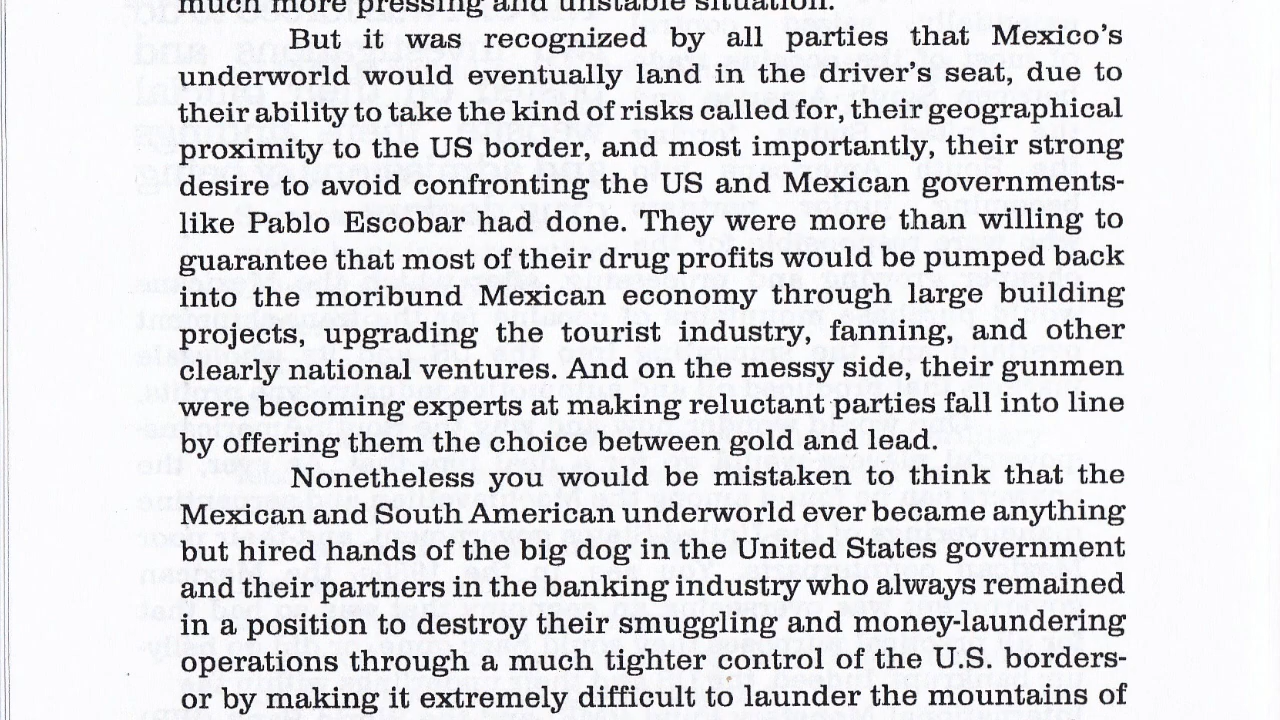 much more pressing and unstable situation.
But it was recognized by all parties that Mexico's
underworld would eventually land in the driver's seat, due to
their ability to take the kind of risks called for, their geographical
proximity to the US border, and most importantly, their strong
desire to avoid confronting the US and Mexican governments-
like Pablo Escobar had done. They were more than willing to
guarantee that most of their drug profits would be pumped back
into the moribund Mexican economy through large building
projects, upgrading the tourist industry, fanning, and other
clearly national ventures. And on the messy side, their gunmen
were becoming experts at making reluctant parties fall into line
by offering them the choice between gold and lead.
Nonetheless you would be mistaken to think that the
Mexican and South American underworld ever became anything
but hired hands of the big dog in the United States government
and their partners in the banking industry who always remained
in a position to destroy their smuggling and money-laundering
operations through a much tighter control of the U.S. borders-
or by making it extremely difficult to launder the mountains of